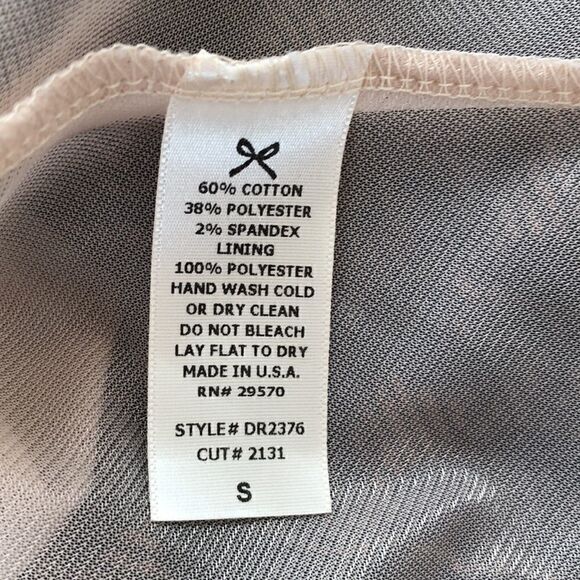 60% COTTON
38% POLYESTER
2% SPANDEX
LINING
100% POLYESTER
HAND WASH COLD
OR DRY CLEAN
DO NOT BLEACH
LAY FLAT TO DRY
MADE IN U.S.A.
RN# 29570
STYLE# DR2376
CUT# 2131
S